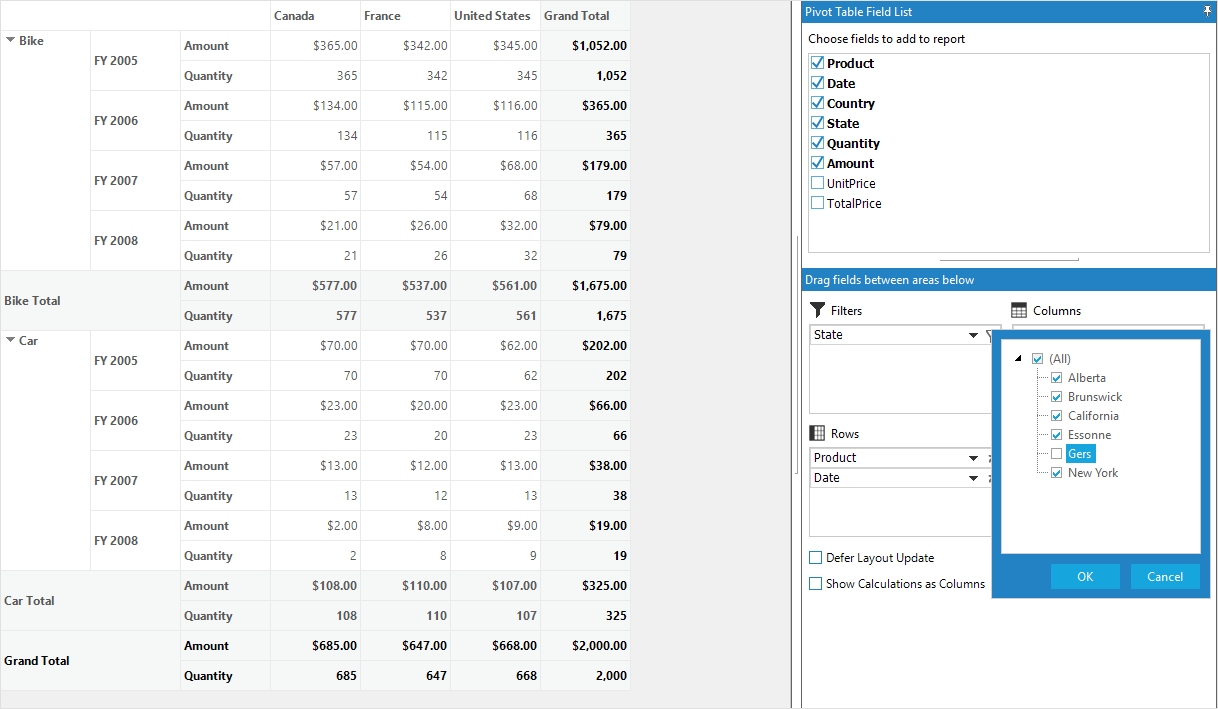 Canada France United States Grand Total
Bike FY 2005 Amount $365.00 $342.00 $345.00 $1,052.00
Quantity 365 342 345 1,052
FY 2006 Amount $134.00 $115.00 $116.00 $365.00
Quantity 134 115 116 365
FY 2007 Amount $57.00 $54.00 $68.00 $179.00
Quantity 57 54 68 179
FY 2008 Amount $21.00 $26.00 $32.00 $79.00
Quantity 21 26 32 79
Bike Total Amount $577.00 $537.00 $561.00 $1,675.00
Quantity 577 537 561 1,675
Car FY 2005 Amount $70.00 $70.00 $62.00 $202.00
Quantity 70 70 62 202
FY 2006 Amount $23.00 $20.00 $23.00 $66.00
Quantity 23 20 23 66
FY 2007 Amount $13.00 $12.00 $13.00 $38.00
Quantity 13 12 13 38
FY 2008 Amount $2.00 $8.00 $9.00 $19.00
Quantity 2 8 9 19
Car Total Amount $108.00 $110.00 $107.00 $325.00
Quantity 108 110 107 325
Grand Total Amount $685.00 $647.00 $668.00 $2,000.00
Quantity 685 647 668 2,000
Pivot Table Field List
Choose fields to add to report
Product
Date
Country
State
Quantity
Amount
UnitPrice
TotalPrice
Drag fields between areas below
Filters
State
Columns
(All)
Alberta
Brunswick
California
Essonne
Gers
New York
OK Cancel
Rows
Product
Date
Defer Layout Update
Show Calculations as Columns